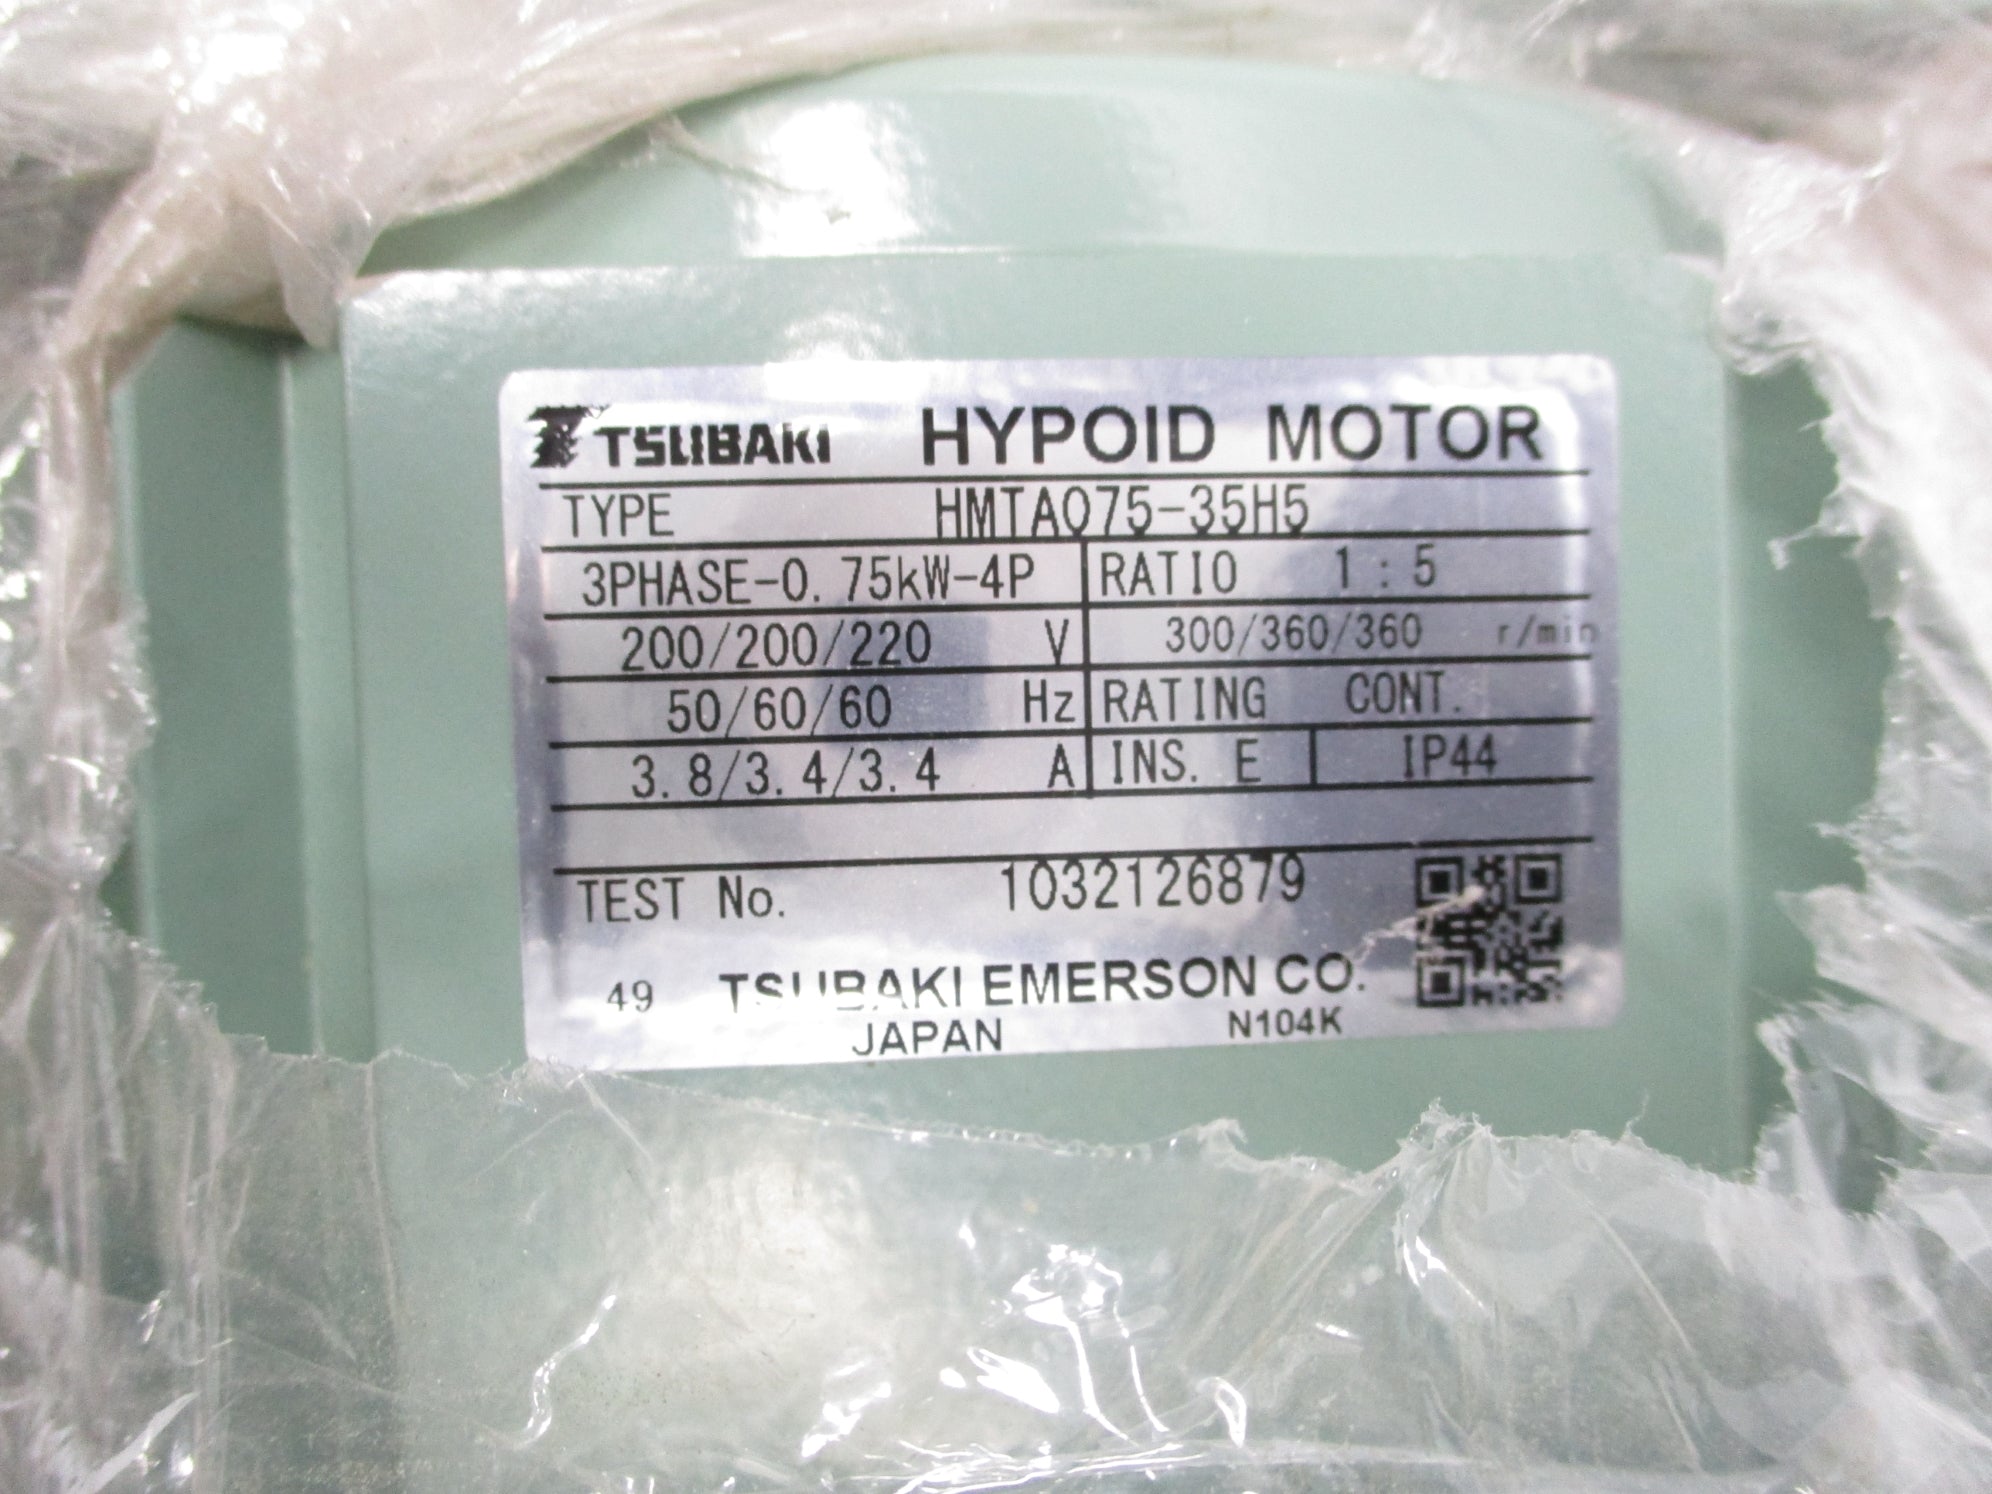 TSUBAKI HYPOID MOTOR
TYPE HMTA075-35H5
3PHASE-0.75kW-4P RATIO 1:5
200/200/220 V 300/360/360 r/min
50/60/60 Hz RATING CONT.
3.8/3.4/3.4 A INS. E IP44
TEST No. 1032126879
49 TSUBAKI EMERSON CO.
JAPAN N104K